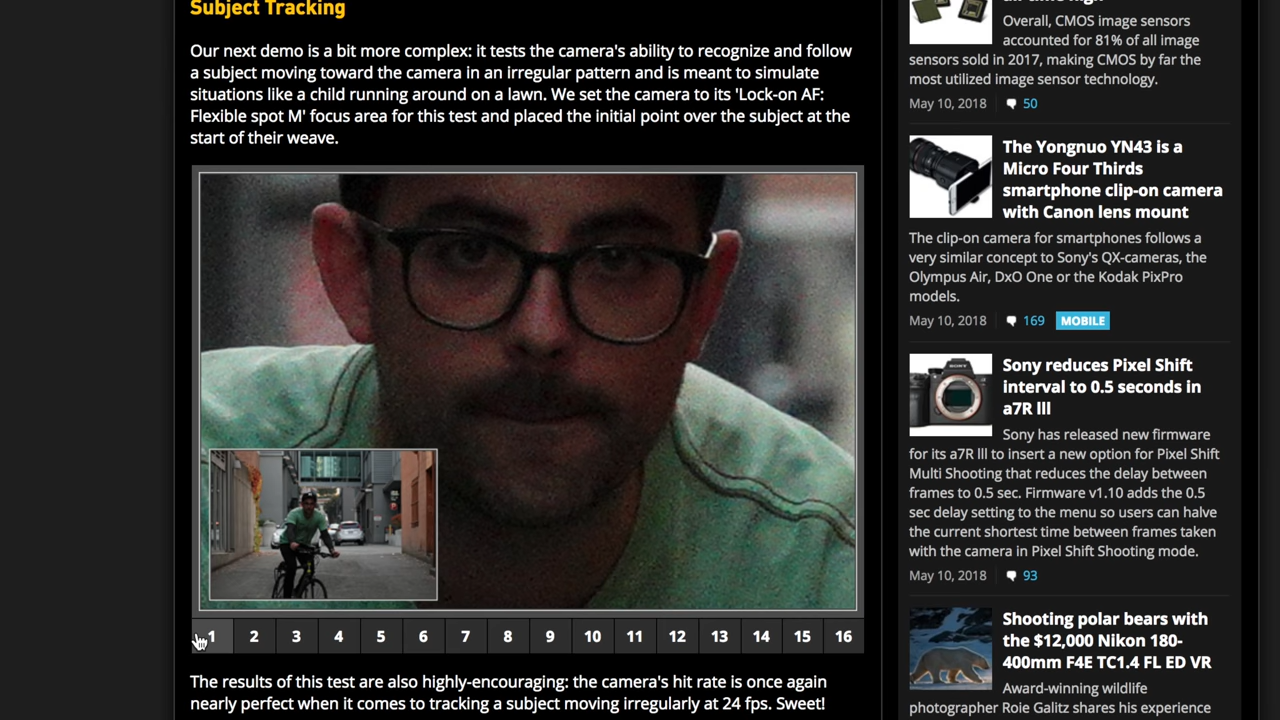 Subject Tracking
Our next demo is a bit more complex: it tests the camera's ability to recognize and follow
a subject moving toward the camera in an irregular pattern and is meant to simulate
situations like a child running around on a lawn. We set the camera to its 'Lock-on AF:
Flexible spot M' focus area for this test and placed the initial point over the subject at the
start of their weave.
1 2 3 4 5 6 7 8 9 10 11 12 13 14 15 16
The results of this test are also highly-encouraging: the camera's hit rate is once again
nearly perfect when it comes to tracking a subject moving irregularly at 24 fps. Sweet!
Overall, CMOS image sensors
accounted for 81% of all image
sensors sold in 2017, making CMOS by far the
most utilized image sensor technology.
May 10, 2018 50
The Yongnuo YN43 is a
Micro Four Thirds
smartphone clip-on camera
with Canon lens mount
The clip-on camera for smartphones follows a
very similar concept to Sony's QX-cameras, the
Olympus Air, DxO One or the Kodak PixPro
models.
May 10, 2018 169 MOBILE
Sony reduces Pixel Shift
interval to 0.5 seconds in
a7R III
Sony has released new firmware
for its a7R III to insert a new option for Pixel Shift
Multi Shooting that reduces the delay between
frames to 0.5 sec. Firmware v1.10 adds the 0.5
sec delay setting to the menu so users can halve
the current shortest time between frames taken
with the camera in Pixel Shift Shooting mode.
May 10, 2018 93
Shooting polar bears with
the $12,000 Nikon 180-
400mm F4E TC1.4 FL ED VR
Award-winning wildlife
photographer Roie Galitz shares his experience